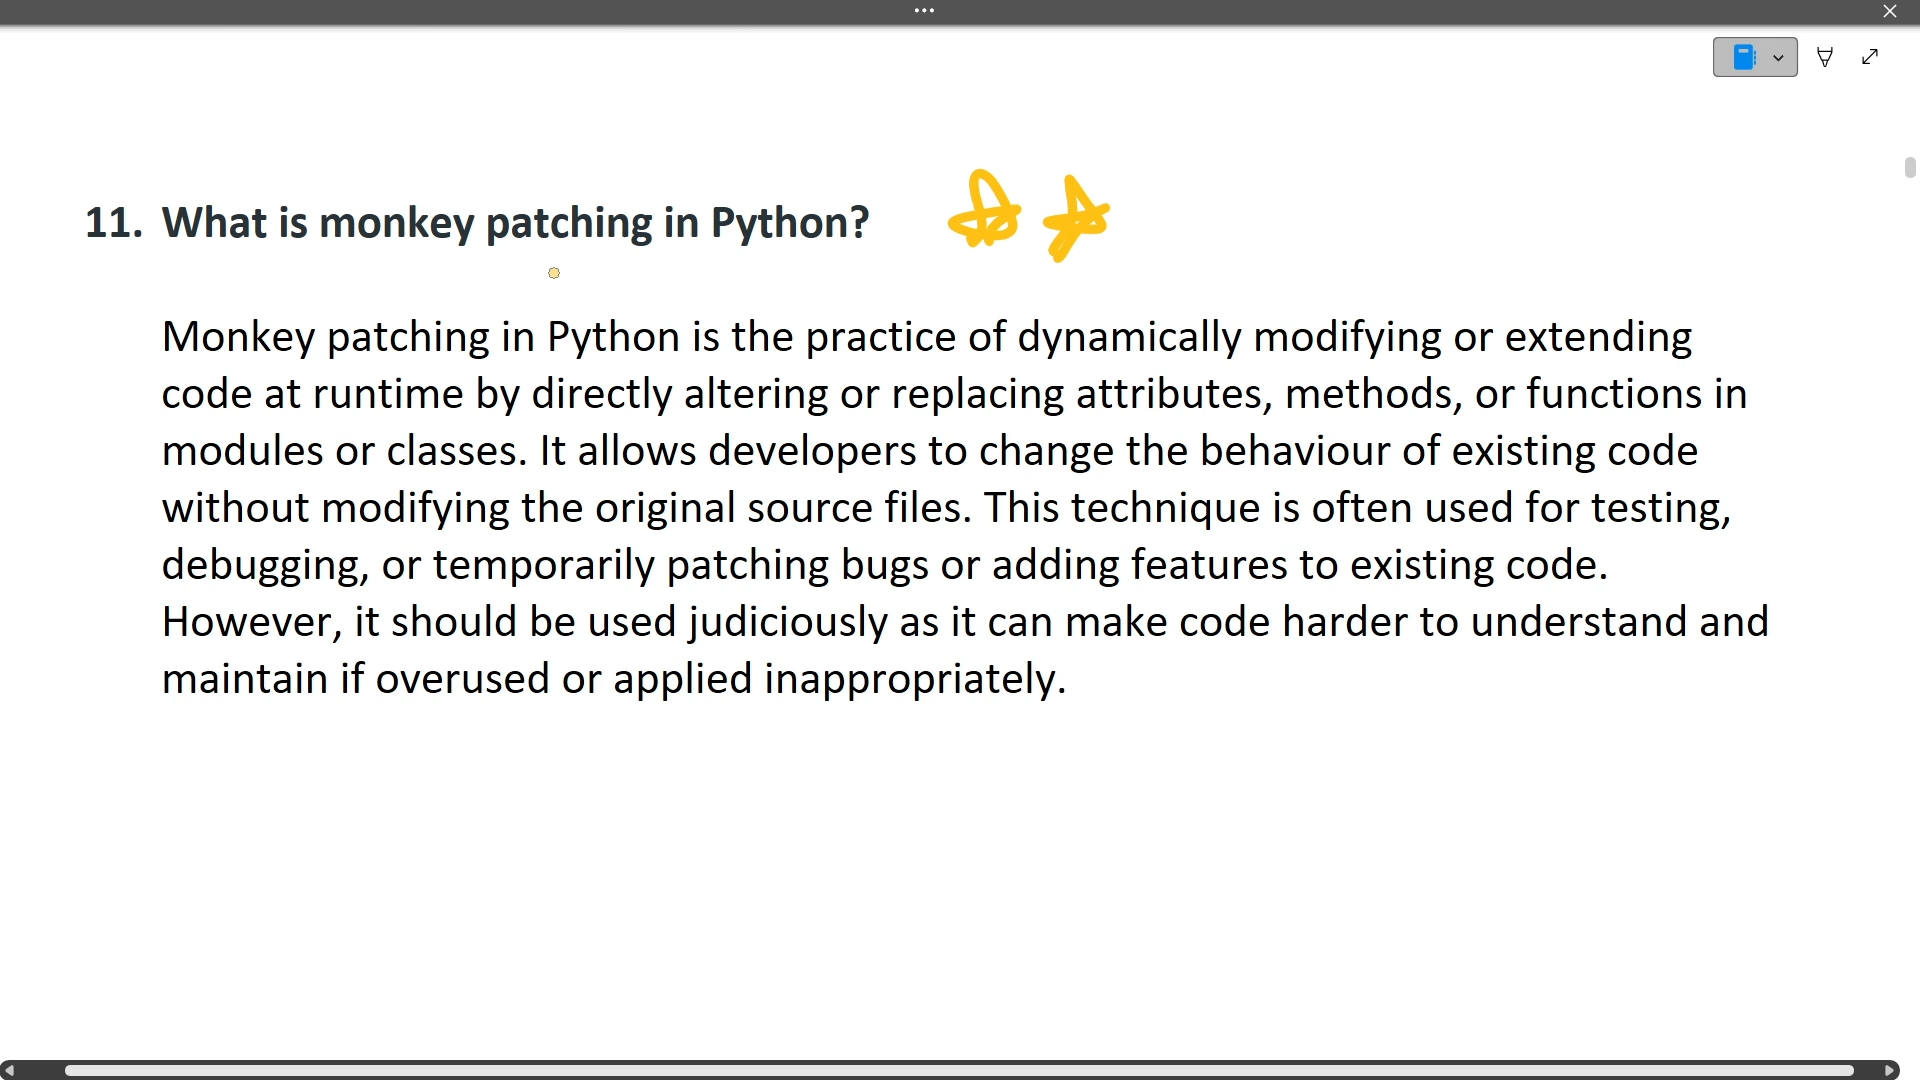 11. What is monkey patching in Python?
Monkey patching in Python is the practice of dynamically modifying or extending
code at runtime by directly altering or replacing attributes, methods, or functions in
modules or classes. It allows developers to change the behaviour of existing code
without modifying the original source files. This technique is often used for testing,
debugging, or temporarily patching bugs or adding features to existing code.
However, it should be used judiciously as it can make code harder to understand and
maintain if overused or applied inappropriately.